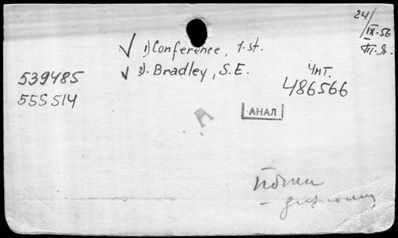 24/IX-56
1) Conference, 1-st.
2). Bradley, S.E.
539485
555514
Чит.
486566
АНАЛ